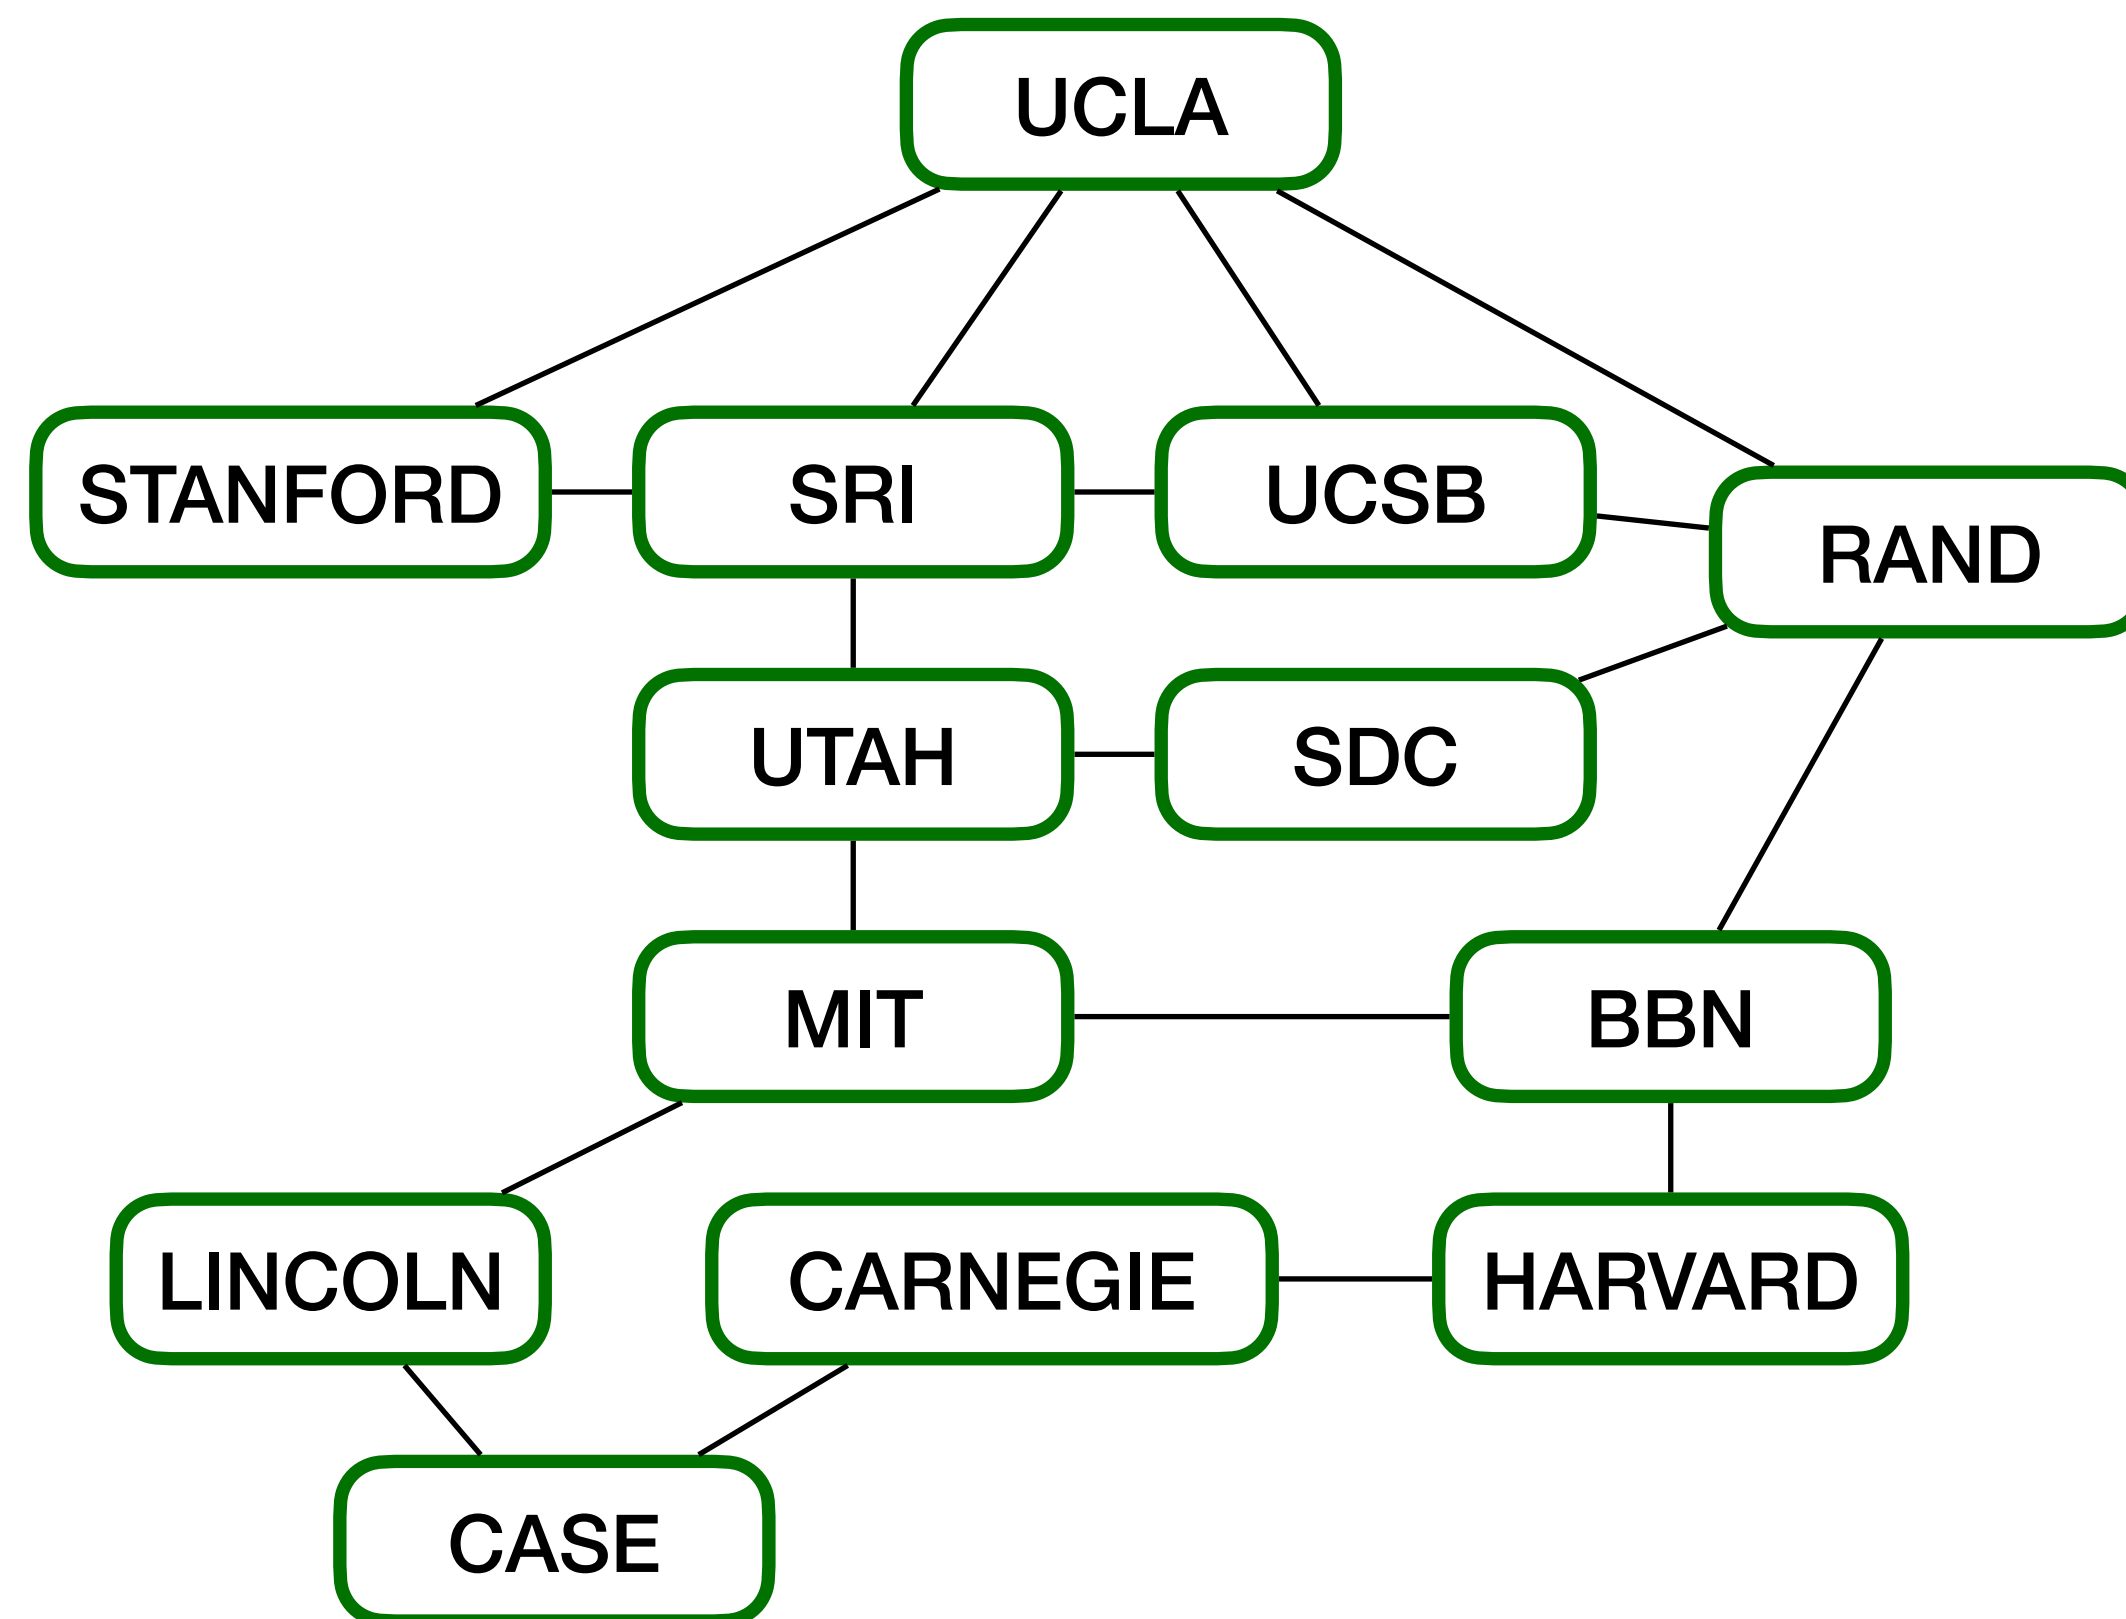 UCLA
STANFORD
SRI
UCSB
RAND
UTAH
SDC
MIT
BBN
LINCOLN
CARNEGIE
HARVARD
CASE